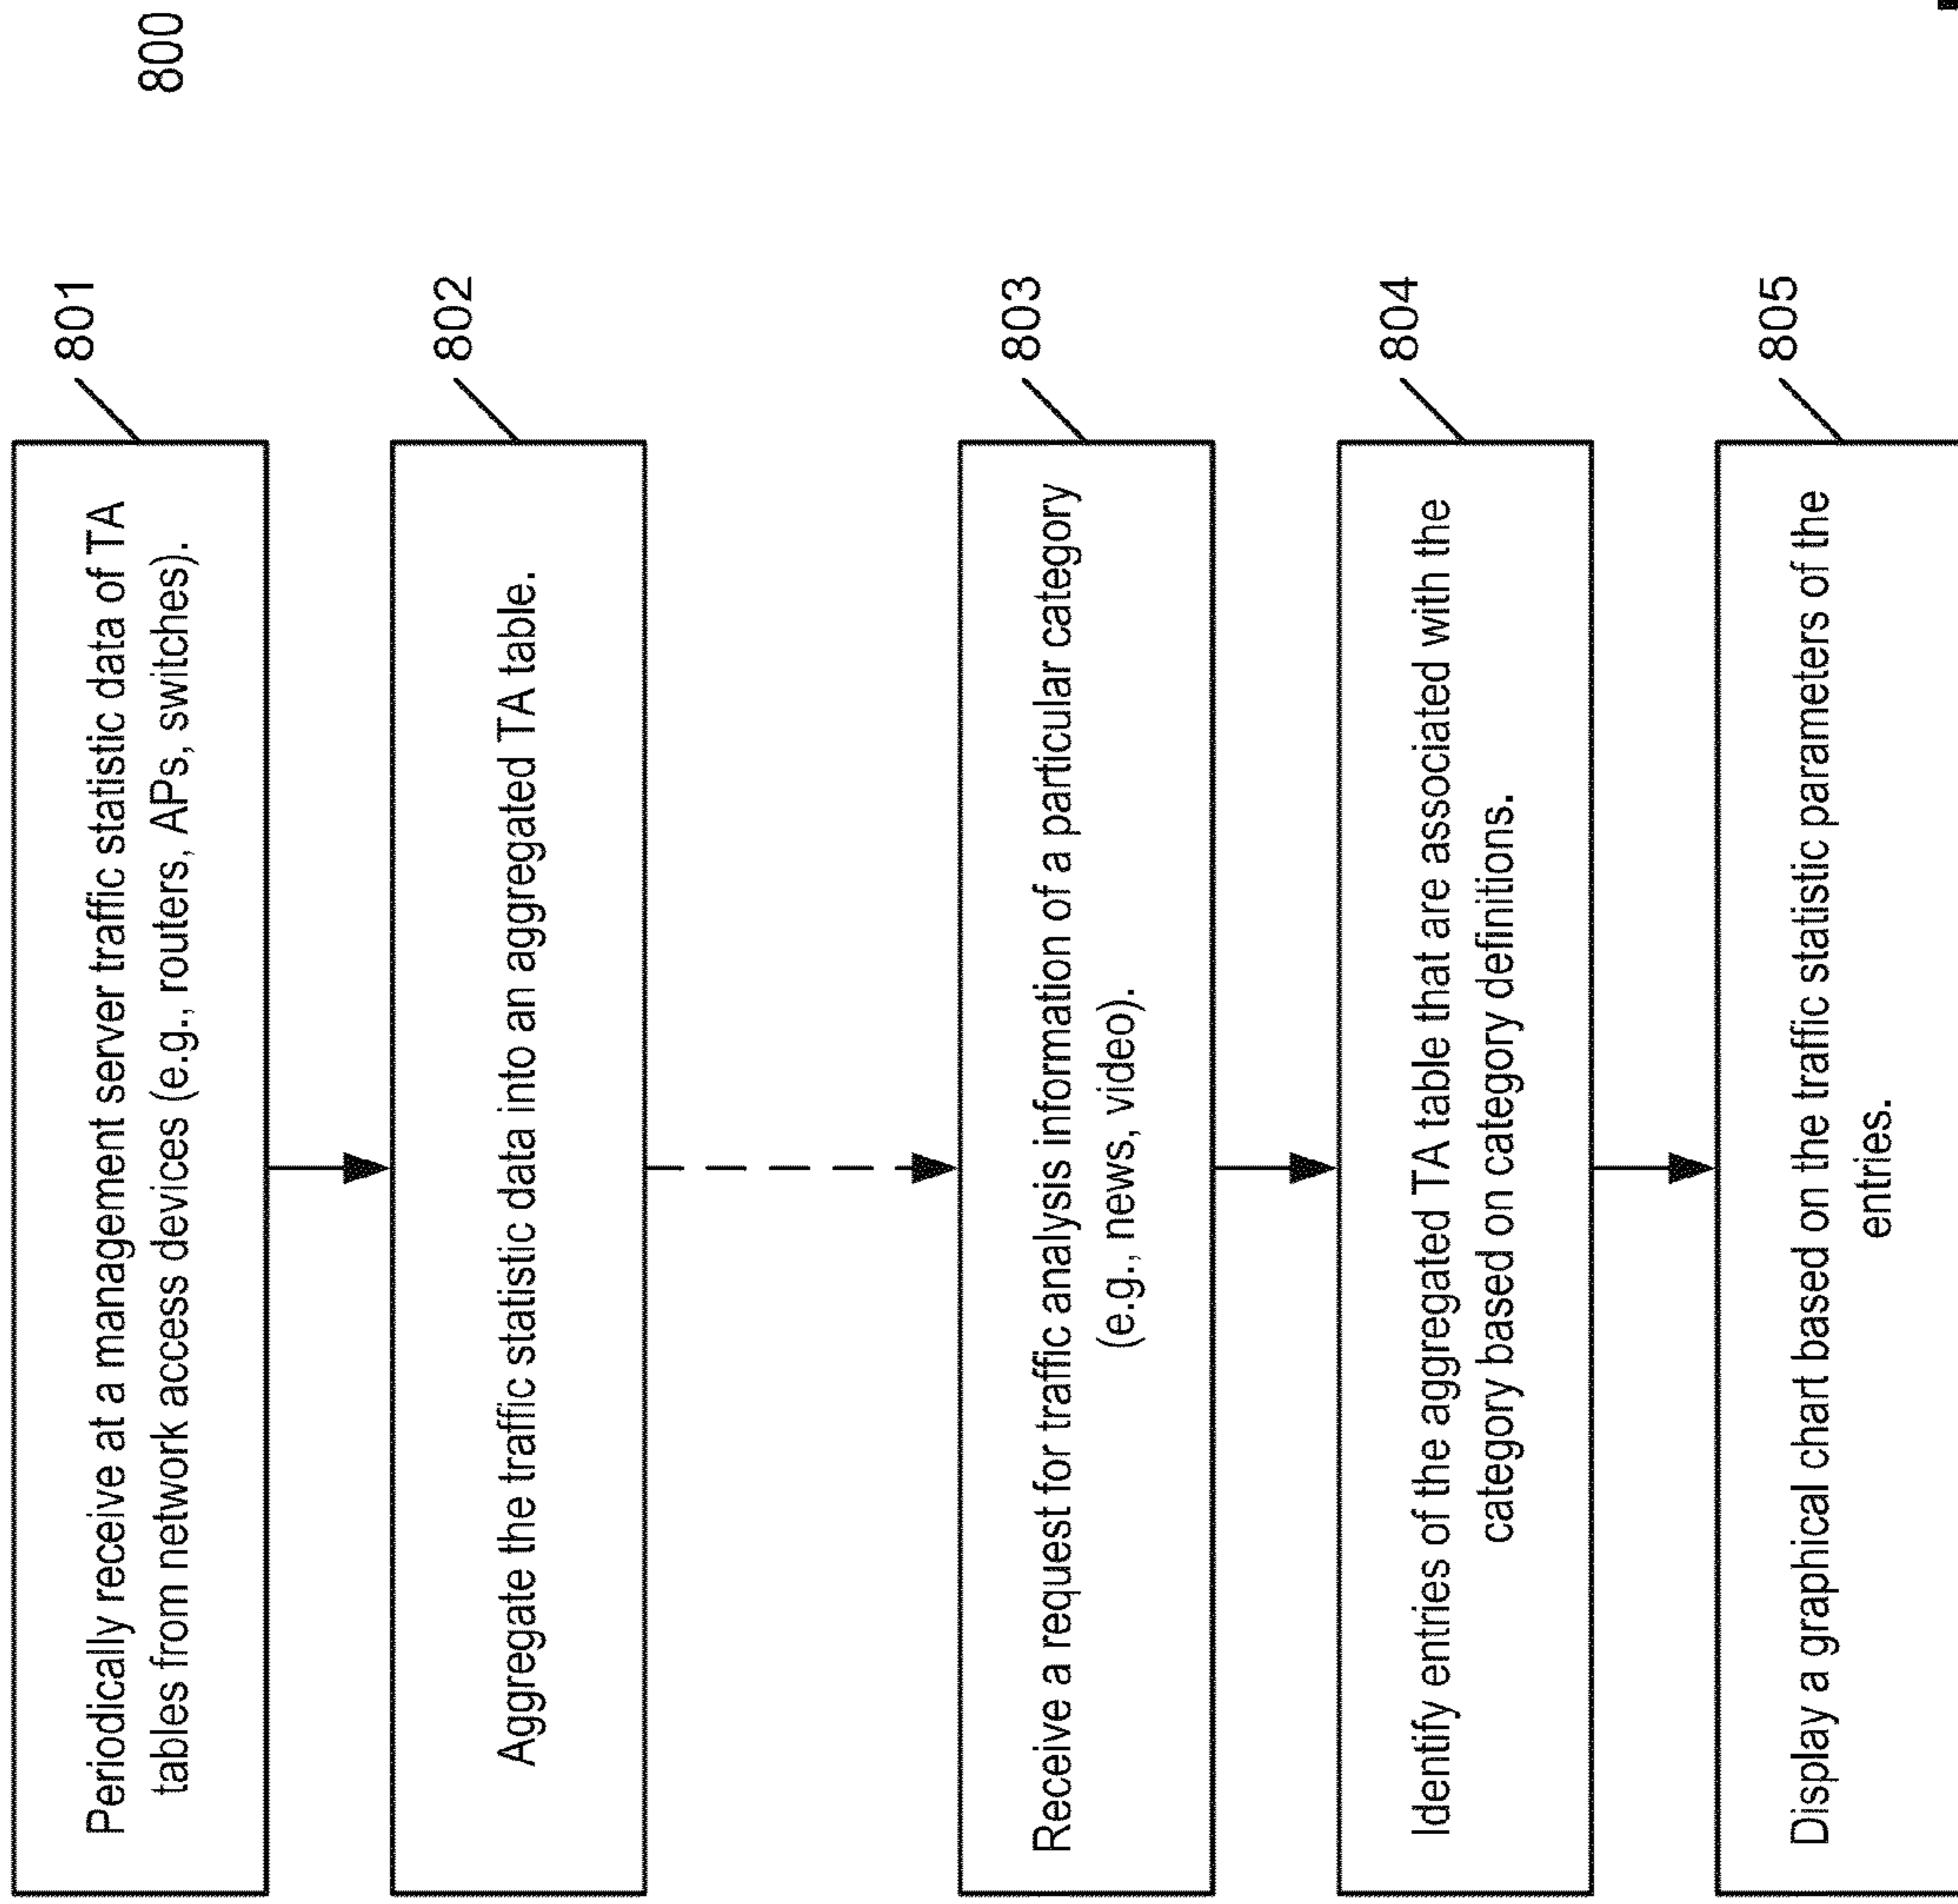 800
801
Periodically receive at a management server traffic statistic data of TA
tables from network access devices (e.g., routers, APs, switches).
802
Aggregate the traffic statistic data into an aggregated TA table.
803
Receive a request for traffic analysis information of a particular category
(e.g., news, video).
804
Identify entries of the aggregated TA table that are associated with the
category based on category definitions.
805
Display a graphical chart based on the traffic statistic parameters of the
entries.